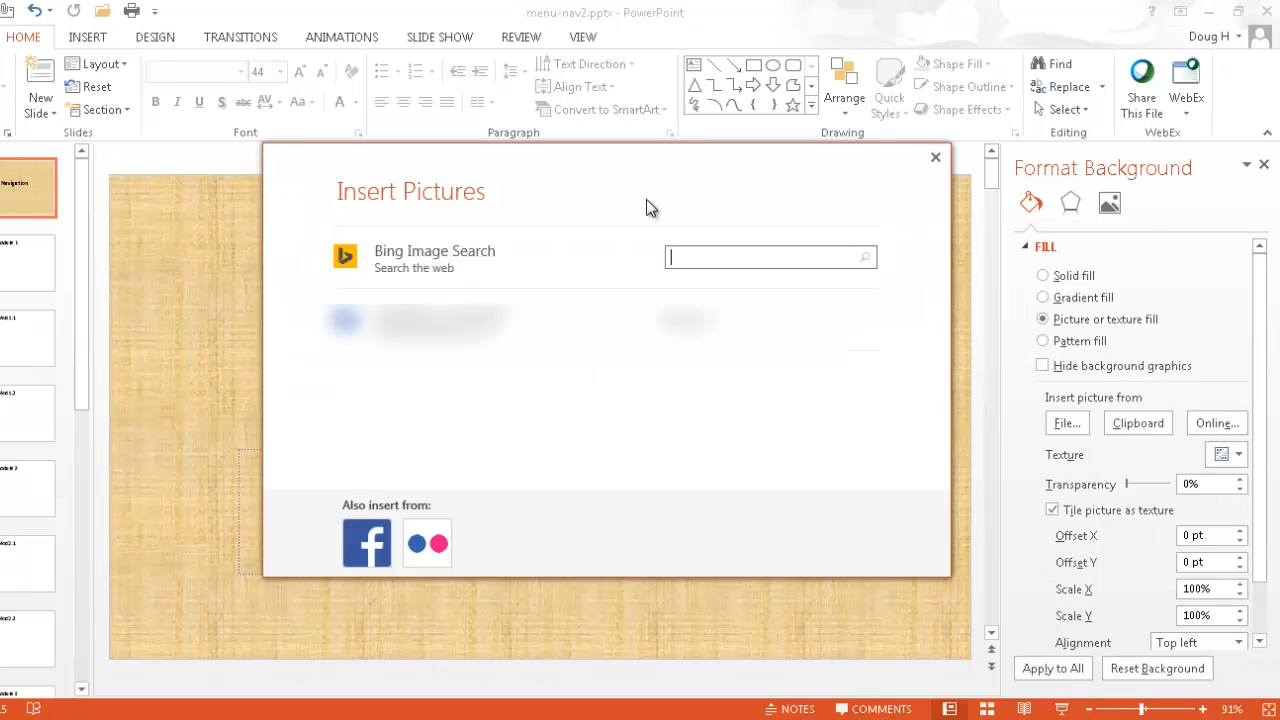 menu-nav2.pptx - PowerPoint
HOME INSERT DESIGN TRANSITIONS ANIMATIONS SLIDE SHOW REVIEW VIEW Doug H
New Slide
Layout
Reset
Section
Slides
44
B I U S abc AV Aa A
Font
Text Direction
Align Text
Convert to SmartArt
Paragraph
Arrange
Quick Styles
Shape Fill
Shape Outline
Shape Effects
Drawing
Find
Replace
Select
Editing
Share This File
WebEx
WebEx
Navigation
Insert Pictures
Bing Image Search
Search the web
Also insert from:
Format Background
FILL
Solid fill
Gradient fill
Picture or texture fill
Pattern fill
Hide background graphics
Insert picture from
File... Clipboard Online...
Texture
Transparency 0%
Tile picture as texture
Offset X 0 pt
Offset Y 0 pt
Scale X 100%
Scale Y 100%
Alignment Top left
Apply to All Reset Background
NOTES COMMENTS 91%